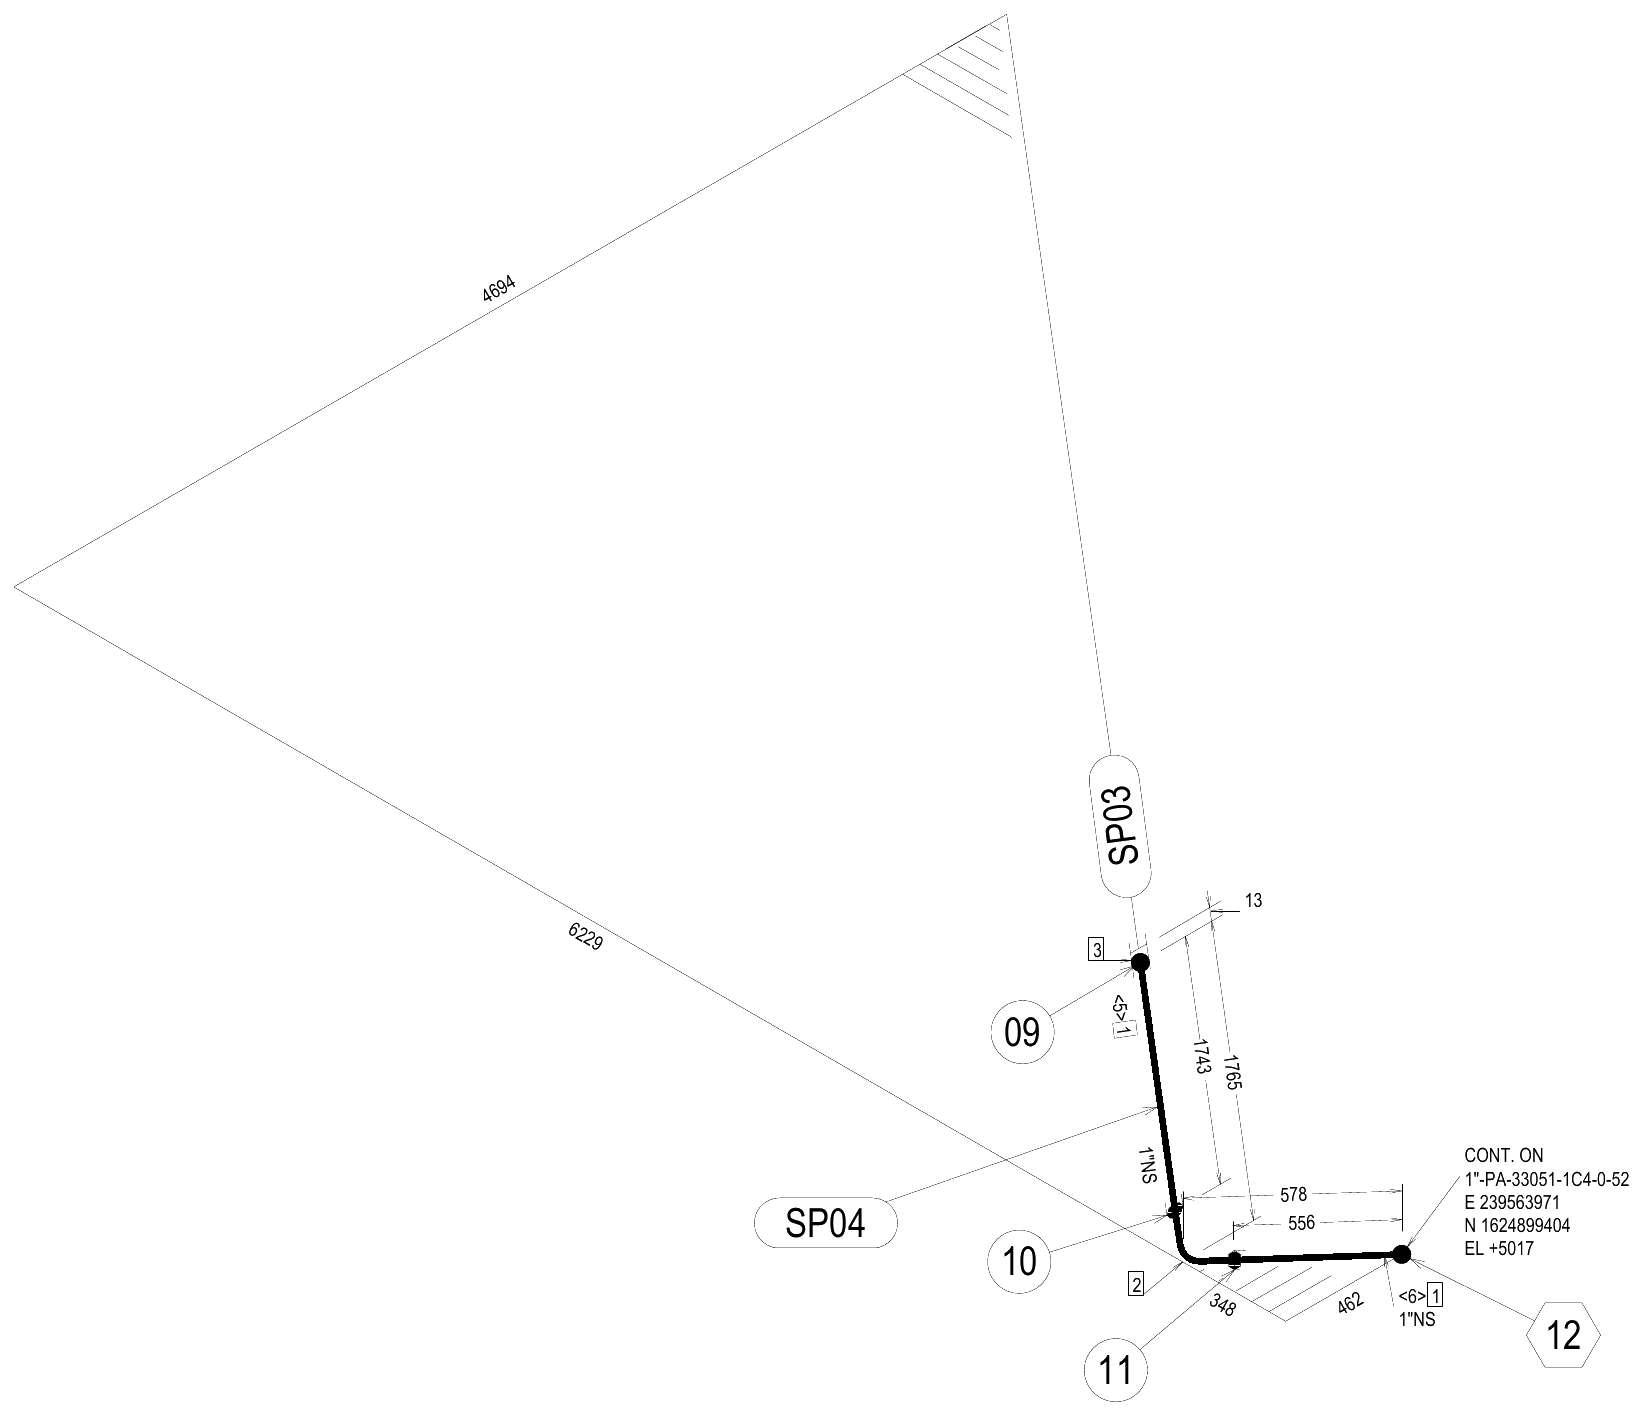 4694
6229
SP03
13
3
09
<5>1
1743
1765
1"NS
SP04
10
2
11
348
578
556
462
CONT. ON
1"-PA-33051-1C4-0-52
E 239563971
N 1624899404
EL +5017
<6>1
1"NS
12